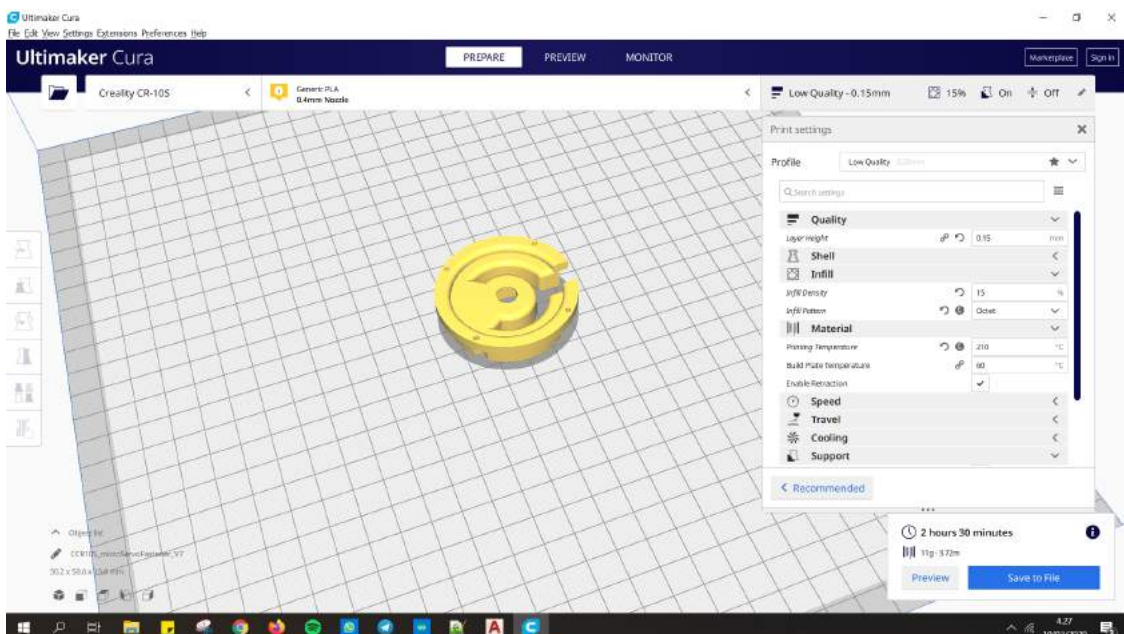 Ultimaker Cura
File Edit View Settings Extensions Preferences Help
Ultimaker Cura PREPARE PREVIEW MONITOR Marketplace Sign in
Creality CR-10S Generic PLA
0.4mm Nozzle Low Quality - 0.15mm 15% On Off
Print settings
Profile Low Quality
Search settings
Quality
Layer Height 0.15 mm
Shell
Infill
Infill Density 15 %
Infill Pattern Octet
Material
Printing Temperature 210 °C
Build Plate Temperature 60 °C
Enable Retraction
Speed
Travel
Cooling
Support
Recommended
2 hours 30 minutes
11g · 3.72m
Preview Save to File
Object list
4.27